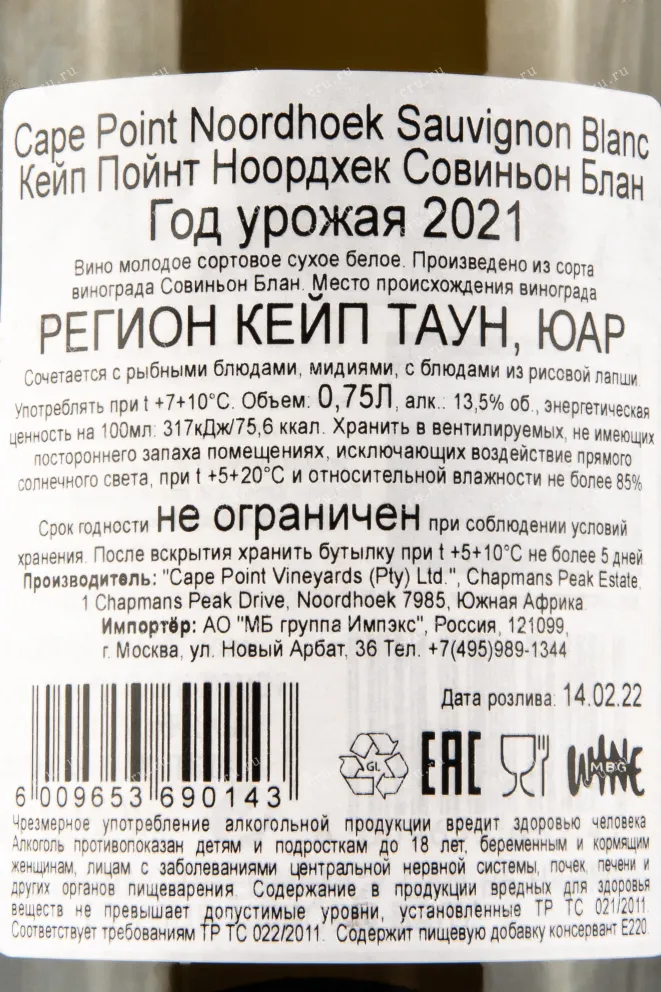 Cape Point Noordhoek Sauvignon Blanc
Кейп Пойнт Ноордхек Совиньон Блан
Год урожая 2021
Вино молодое сортовое сухое белое. Произведено из сорта
винограда Совиньон Блан. Место происхождения винограда
РЕГИОН КЕЙП ТАУН, ЮАР
Сочетается с рыбными блюдами, мидиями, с блюдами из рисовой лапши.
Употреблять при t +7+10°С. Объем: 0,75Л, алк.: 13,5% об., энергетическая
ценность на 100мл: 317кДж/75,6 ккал. Хранить в вентилируемых, не имеющих
постороннего запаха помещениях, исключающих воздействие прямого
солнечного света, при t +5+20°С и относительной влажности не более 85%
Срок годности не ограничен при соблюдении условий
хранения. После вскрытия хранить бутылку при t +5+10°С не более 5 дней
Производитель: "Cape Point Vineyards (Pty) Ltd.", Chapmans Peak Estate,
1 Chapmans Peak Drive, Noordhoek 7985, Южная Африка
Импортёр: АО "МБ группа Импэкс", Россия, 121099,
г. Москва, ул. Новый Арбат, 36 Тел. +7(495)989-1344
Дата розлива: 14.02.22
GL EAC WINE MBG
6 009653 690143
Чрезмерное употребление алкогольной продукции вредит здоровью человека
Алкоголь противопоказан детям и подросткам до 18 лет, беременным и кормящим
женщинам, лицам с заболеваниями центральной нервной системы, почек, печени и
других органов пищеварения. Содержание в продукции вредных для здоровья
веществ не превышает допустимые уровни, установленные ТР ТС 021/2011.
Соответствует требованиям ТР ТС 022/2011. Содержит пищевую добавку консервант Е220.